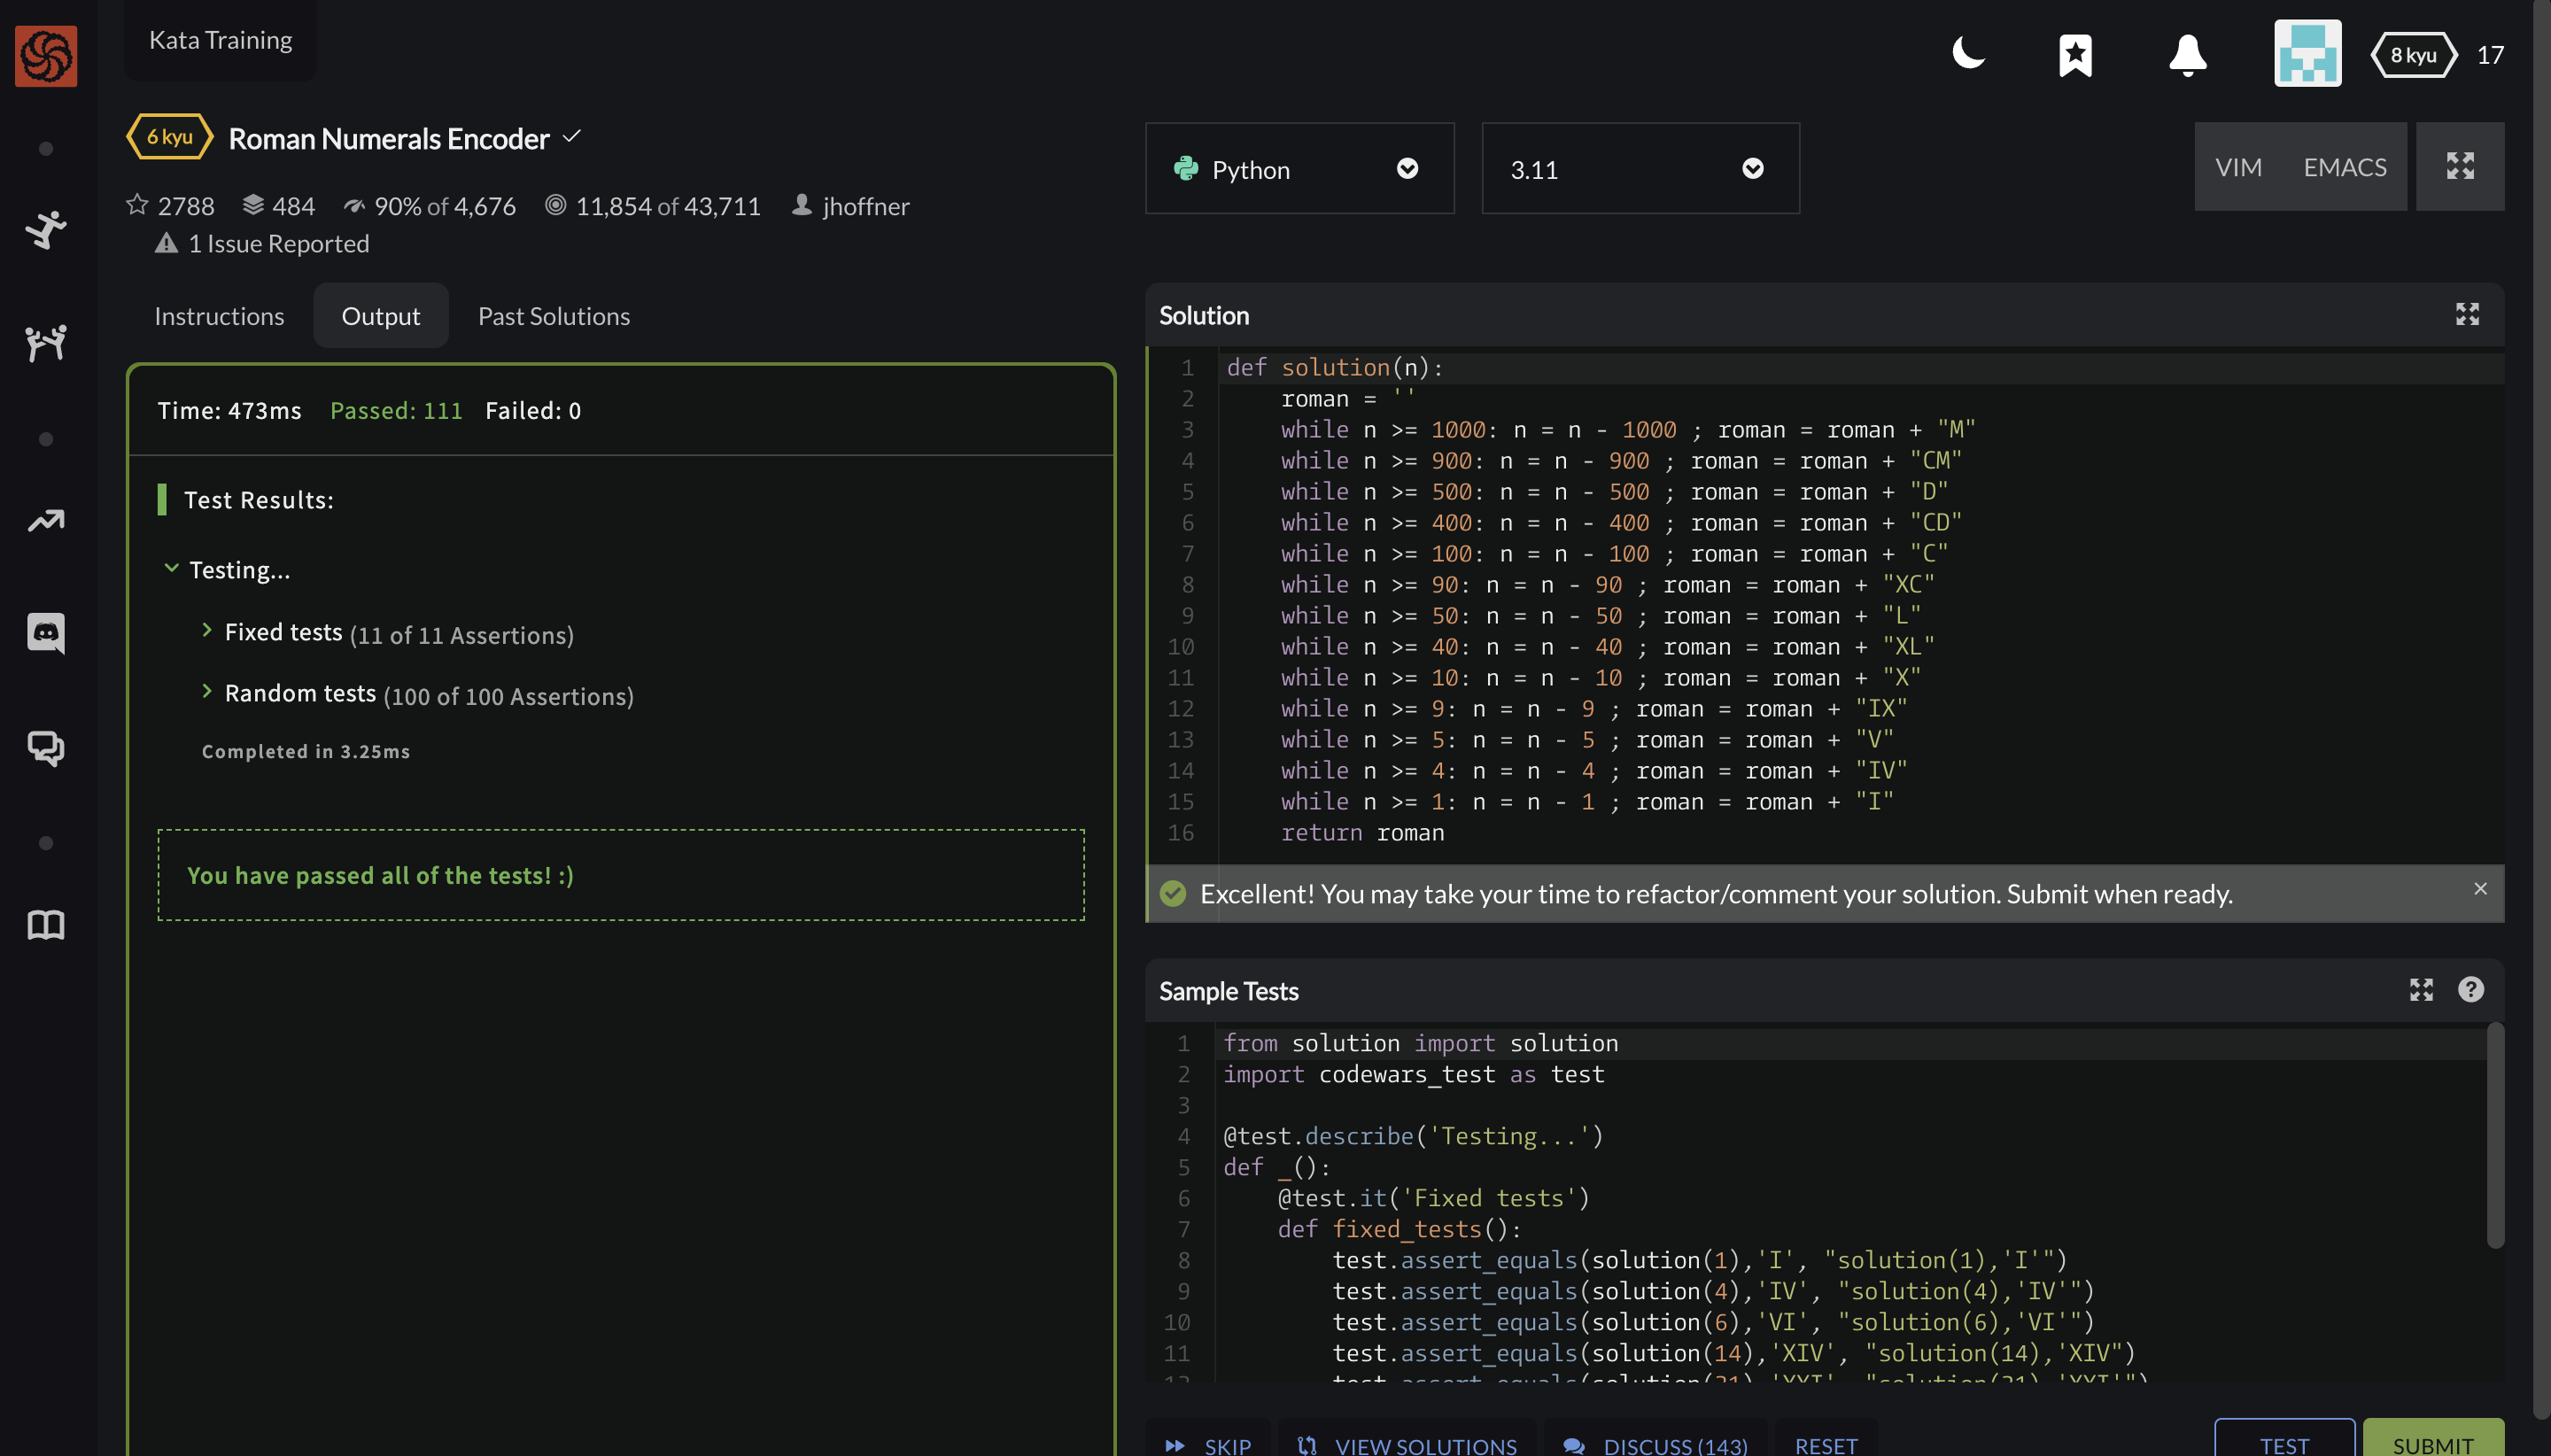 Kata Training
8 kyu 17
6 kyu Roman Numerals Encoder
2788 484 90% of 4,676 11,854 of 43,711 jhoffner
1 Issue Reported
Python
3.11
VIM EMACS
Instructions Output Past Solutions
Time: 473ms Passed: 111 Failed: 0
Test Results:
Testing...
Fixed tests (11 of 11 Assertions)
Random tests (100 of 100 Assertions)
Completed in 3.25ms
You have passed all of the tests! :)
Solution
1 def solution(n):
2 roman = ''
3 while n >= 1000: n = n - 1000 ; roman = roman + "M"
4 while n >= 900: n = n - 900 ; roman = roman + "CM"
5 while n >= 500: n = n - 500 ; roman = roman + "D"
6 while n >= 400: n = n - 400 ; roman = roman + "CD"
7 while n >= 100: n = n - 100 ; roman = roman + "C"
8 while n >= 90: n = n - 90 ; roman = roman + "XC"
9 while n >= 50: n = n - 50 ; roman = roman + "L"
10 while n >= 40: n = n - 40 ; roman = roman + "XL"
11 while n >= 10: n = n - 10 ; roman = roman + "X"
12 while n >= 9: n = n - 9 ; roman = roman + "IX"
13 while n >= 5: n = n - 5 ; roman = roman + "V"
14 while n >= 4: n = n - 4 ; roman = roman + "IV"
15 while n >= 1: n = n - 1 ; roman = roman + "I"
16 return roman
Excellent! You may take your time to refactor/comment your solution. Submit when ready.
Sample Tests
1 from solution import solution
2 import codewars_test as test
3
4 @test.describe('Testing...')
5 def _():
6 @test.it('Fixed tests')
7 def fixed_tests():
8 test.assert_equals(solution(1),'I', "solution(1),'I'")
9 test.assert_equals(solution(4),'IV', "solution(4),'IV'")
10 test.assert_equals(solution(6),'VI', "solution(6),'VI'")
11 test.assert_equals(solution(14),'XIV', "solution(14),'XIV")
12 test.assert_equals(solution(21),'XXI', "solution(21),'XXI'")
SKIP VIEW SOLUTIONS DISCUSS (143) RESET
TEST SUBMIT